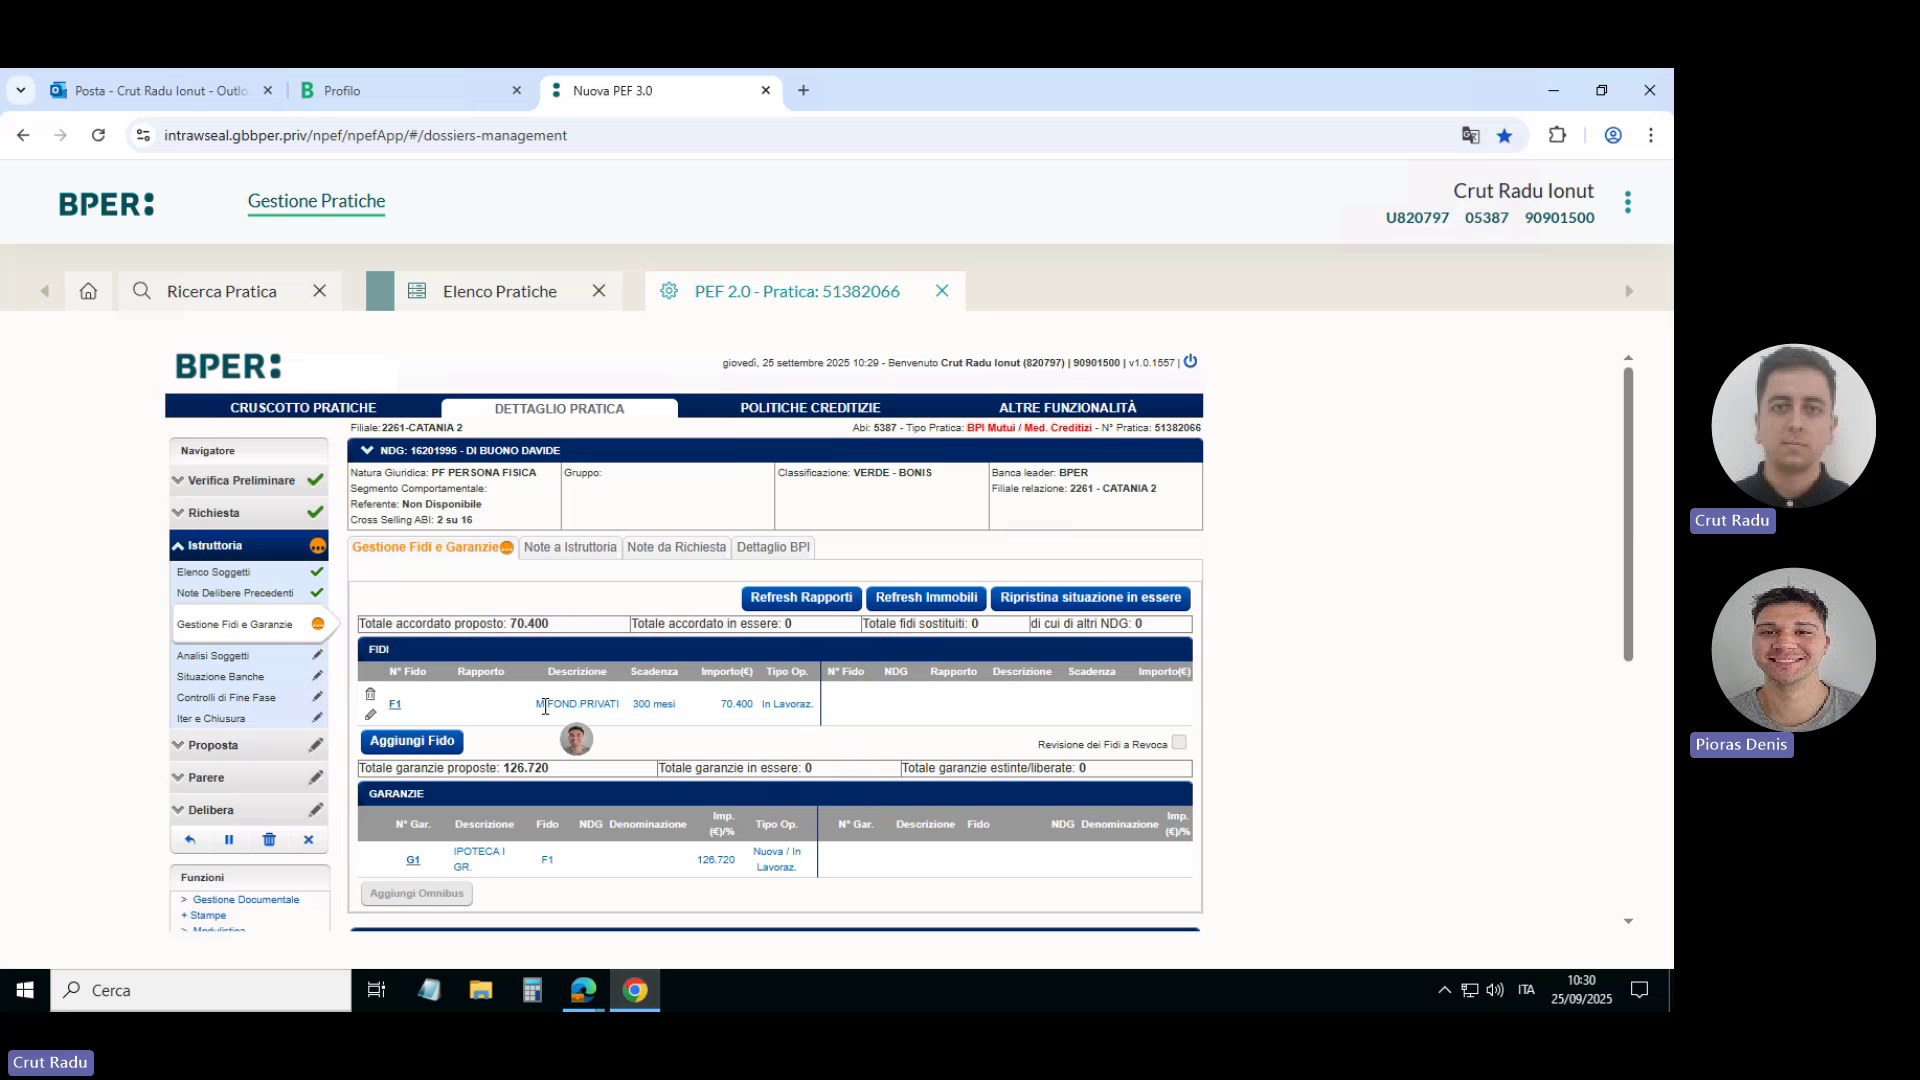 Posta - Crut Radu Ionut - Outlo
Profilo
Nuova PEF 3.0
intrawseal.gbbper.priv/npef/npefApp/#/dossiers-management
BPER:
Gestione Pratiche
Crut Radu Ionut
U820797 05387 90901500
Ricerca Pratica
Elenco Pratiche
PEF 2.0 - Pratica: 51382066
BPER:
giovedì, 25 settembre 2025 10:29 - Benvenuto Crut Radu Ionut (820797) | 90901500 | v1.0.1557 |
CRUSCOTTO PRATICHE
DETTAGLIO PRATICA
POLITICHE CREDITIZIE
ALTRE FUNZIONALITÀ
Filiale: 2261-CATANIA 2
Abi: 5387 - Tipo Pratica: BPI Mutui / Med. Creditizi - N° Pratica: 51382066
Navigatore
Verifica Preliminare
Richiesta
Istruttoria
Elenco Soggetti
Note Delibere Precedenti
Gestione Fidi e Garanzie
Analisi Soggetti
Situazione Banche
Controlli di Fine Fase
Iter e Chiusura
Proposta
Parere
Delibera
Funzioni
> Gestione Documentale
+ Stampe
> Modulistica
NDG: 16201995 - DI BUONO DAVIDE
Natura Giuridica: PF PERSONA FISICA
Segmento Comportamentale:
Referente: Non Disponibile
Cross Selling ABI: 2 su 16
Gruppo:
Classificazione: VERDE - BONIS
Banca leader: BPER
Filiale relazione: 2261 - CATANIA 2
Gestione Fidi e Garanzie
Note a Istruttoria
Note da Richiesta
Dettaglio BPI
Refresh Rapporti
Refresh Immobili
Ripristina situazione in essere
Totale accordato proposto: 70.400
Totale accordato in essere: 0
Totale fidi sostituiti: 0
di cui di altri NDG: 0
FIDI
N° Fido Rapporto Descrizione Scadenza Importo(€) Tipo Op. N° Fido NDG Rapporto Descrizione Scadenza Importo(€)
F1 M.FOND.PRIVATI 300 mesi 70.400 In Lavoraz.
Aggiungi Fido
Revisione dei Fidi a Revoca
Totale garanzie proposte: 126.720
Totale garanzie in essere: 0
Totale garanzie estinte/liberate: 0
GARANZIE
N° Gar. Descrizione Fido NDG Denominazione Imp. (€)/% Tipo Op. N° Gar. Descrizione Fido NDG Denominazione Imp. (€)/%
G1 IPOTECA I GR. F1 126.720 Nuova / In Lavoraz.
Aggiungi Omnibus
Cerca
ITA
10:30
25/09/2025
Crut Radu
Pioras Denis
Crut Radu